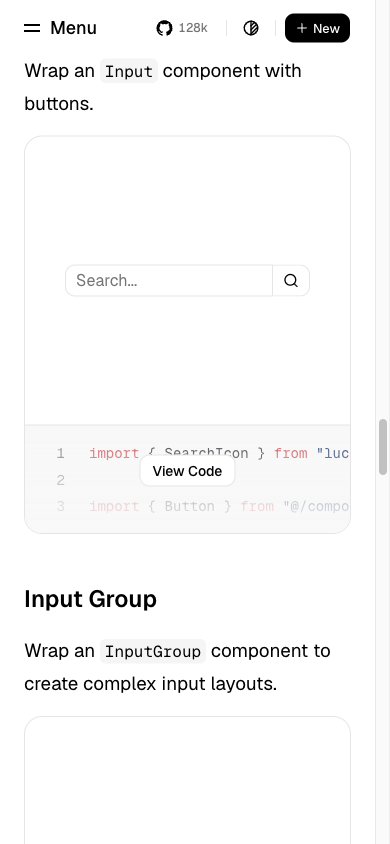 Menu 128k New
Wrap an Input component with
buttons.
Search...
1 import { SearchIcon } from "luc
View Code
2
3 import { Button } from "@/compo
Input Group
Wrap an InputGroup component to
create complex input layouts.